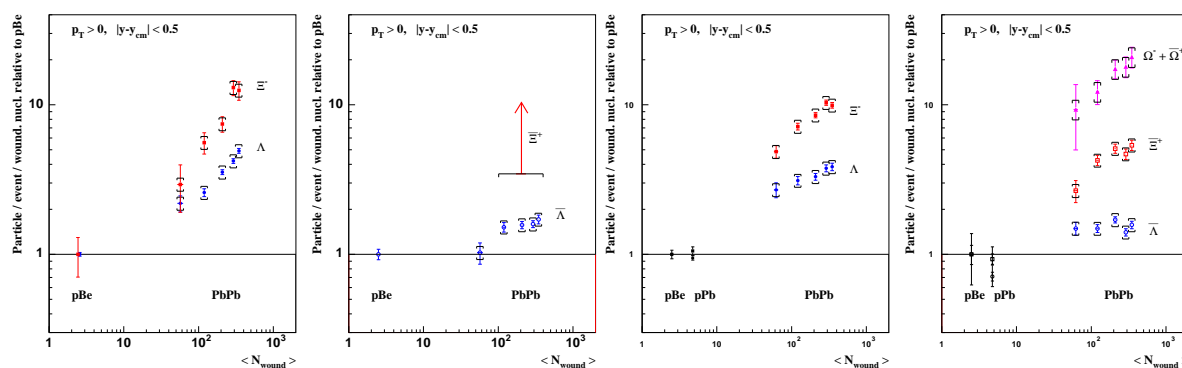 p_T > 0, |y-y_cm| < 0.5
Particle / event / wound. nucl. relative to pBe
10
1
Ξ⁻
Λ
pBe
PbPb
1
10
10²
10³
< N_wound >
p_T > 0, |y-y_cm| < 0.5
Particle / event / wound. nucl. relative to pBe
10
1
Ξ̅⁺
Λ̅
pBe
PbPb
1
10
10²
10³
< N_wound >
p_T > 0, |y-y_cm| < 0.5
Particle / event / wound. nucl. relative to pBe
10
1
Ξ⁻
Λ
pBe
pPb
PbPb
1
10
10²
10³
< N_wound >
p_T > 0, |y-y_cm| < 0.5
Particle / event / wound. nucl. relative to pBe
10
1
Ω⁻ + Ω̅⁺
Ξ̅⁺
Λ̅
pBe
pPb
PbPb
1
10
10²
10³
< N_wound >